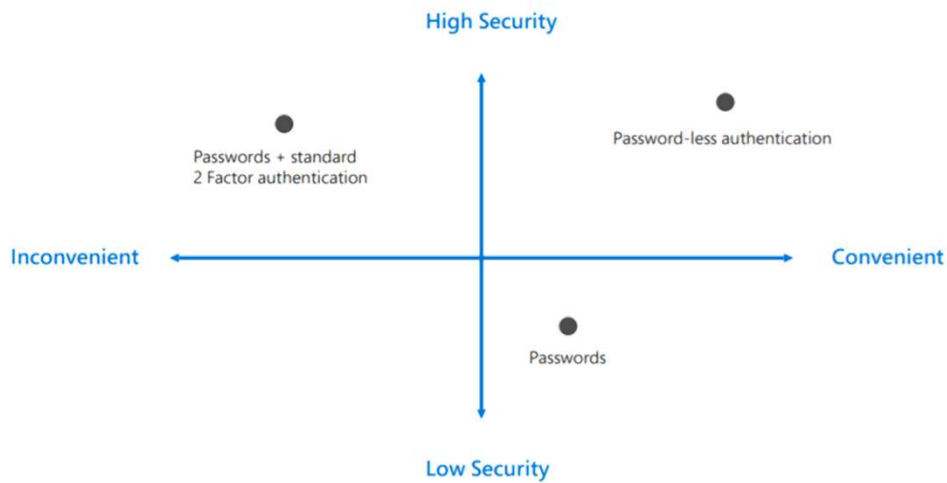 High Security
Password-less authentication
Passwords + standard
2 Factor authentication
Inconvenient
Convenient
Passwords
Low Security